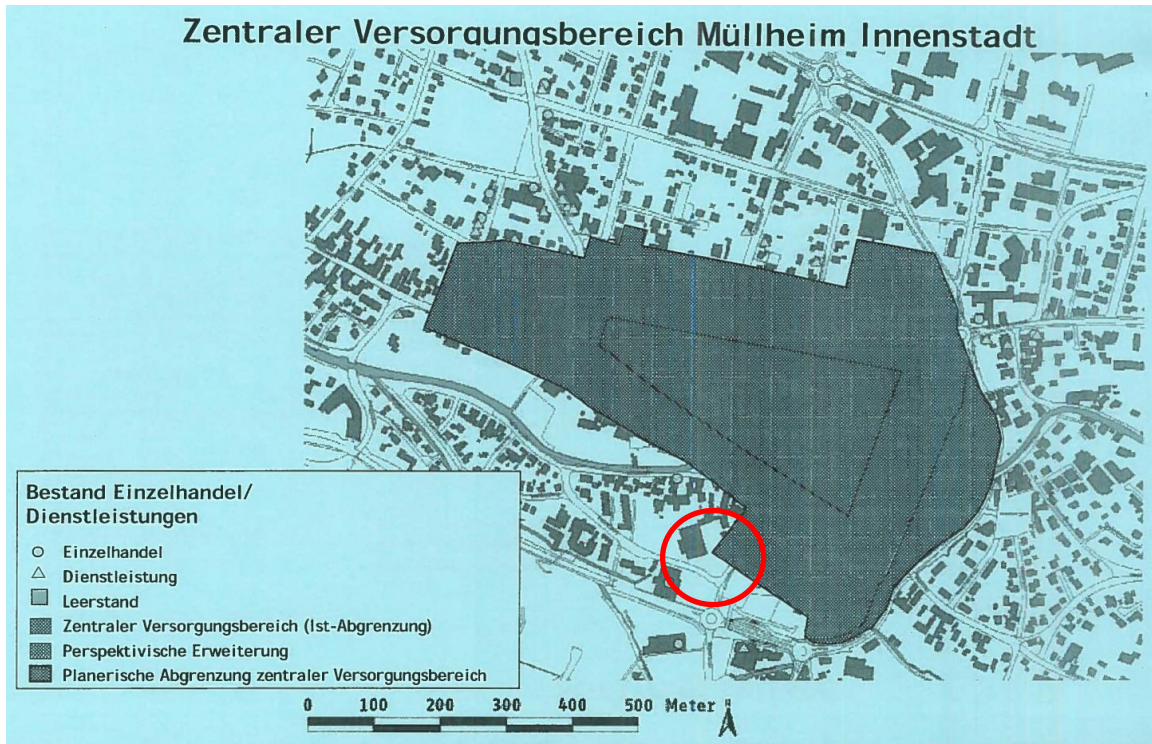 Zentraler Versorgungsbereich Müllheim Innenstadt
Bestand Einzelhandel/
Dienstleistungen
Einzelhandel
Dienstleistung
Leerstand
Zentraler Versorgungsbereich (Ist-Abgrenzung)
Perspektivische Erweiterung
Planerische Abgrenzung zentraler Versorgungsbereich
0 100 200 300 400 500 Meter